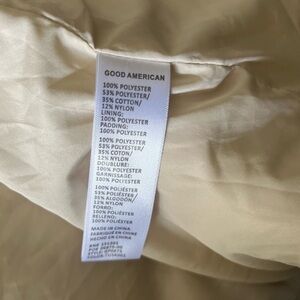 GOOD AMERICAN
100% POLYESTER
53% POLYESTER/
35% COTTON/
12% NYLON
LINING:
100% POLYESTER
PADDING:
100% POLYESTER
100% POLYESTER
53% POLYESTER/
35% COTON/
12% NYLON
DOUBLURE:
100% POLYESTER
GARNISSAGE:
100% POLYESTER
100% POLIÉSTER
53% POLIÉSTER/
35% ALGODÓN/
12% NYLON
FORRO:
100% POLIÉSTER
RELLENO:
100% POLIÉSTER
MADE IN CHINA
FABRIQUÉ EN CHINE
HECHO EN CHINA